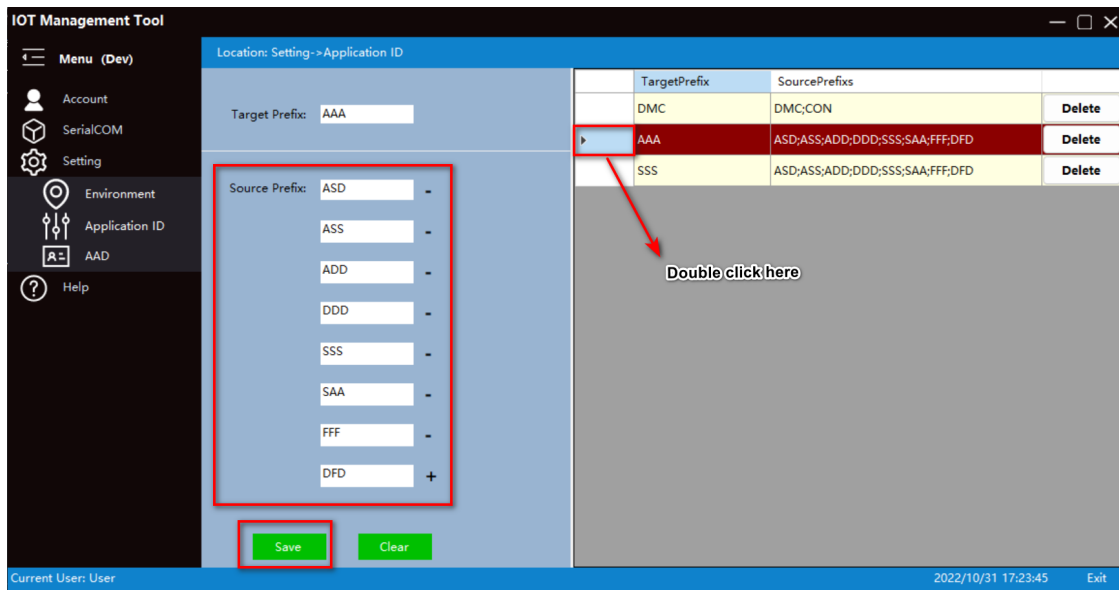 IOT Management Tool
Menu (Dev)
Account
SerialCOM
Setting
Environment
Application ID
AAD
Help
Location: Setting->Application ID
Target Prefix: AAA
Source Prefix: ASD -
ASS -
ADD -
DDD -
SSS -
SAA -
FFF -
DFD +
Save Clear
TargetPrefix SourcePrefixs
DMC DMC;CON Delete
AAA ASD;ASS;ADD;DDD;SSS;SAA;FFF;DFD Delete
SSS ASD;ASS;ADD;DDD;SSS;SAA;FFF;DFD Delete
Double click here
Current User: User 2022/10/31 17:23:45 Exit